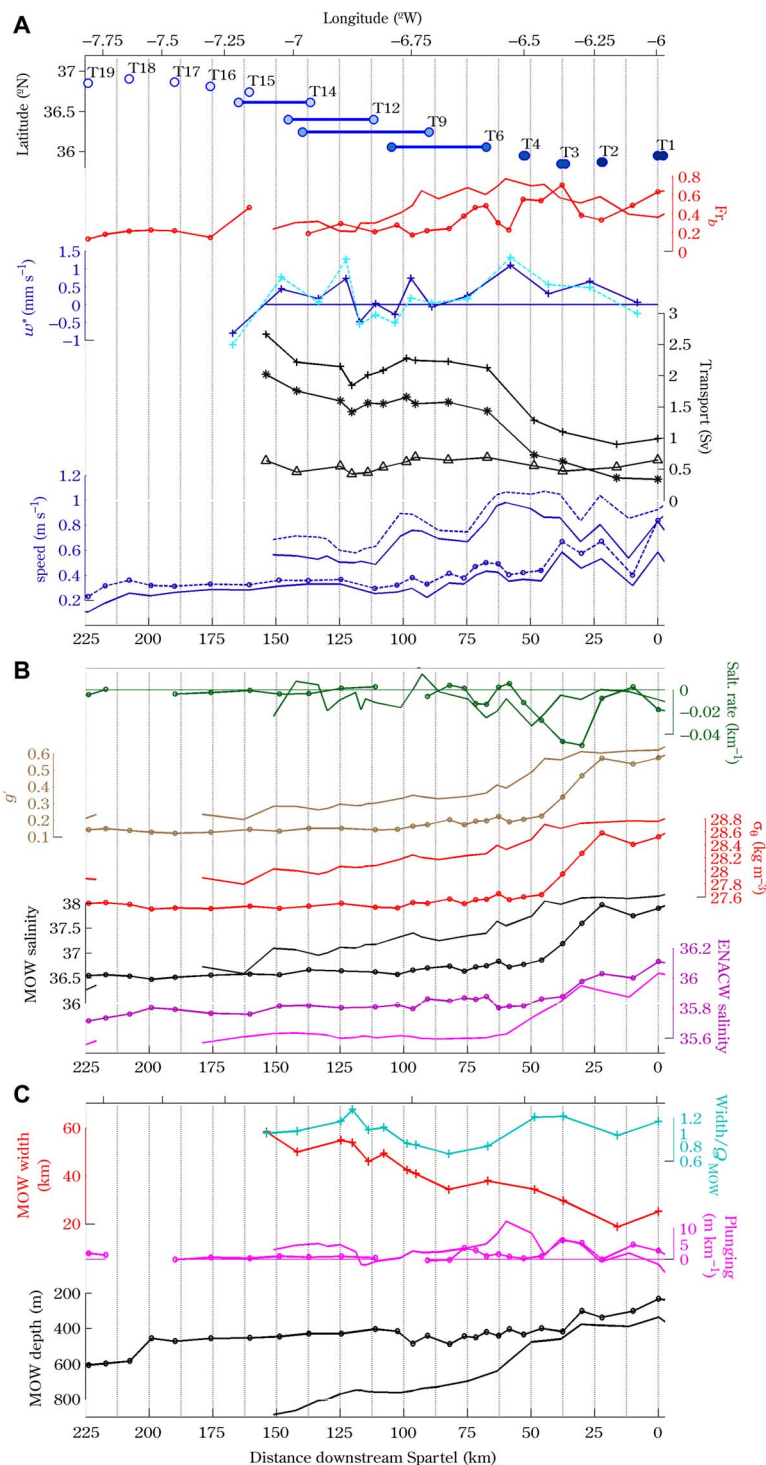 Longitude (ºW)
A
−7.75 −7.5 −7.25 −7 −6.75 −6.5 −6.25 −6
Latitude (ºN)
37
36.5
36
T19 T18 T17 T16 T15 T14 T12 T9 T6 T4 T3 T2 T1
0.8
0.6
0.4
0.2
0
Fr_b
1.5
1
0.5
0
−0.5
−1
w* (mm s⁻¹)
3
2.5
2
1.5
1
0.5
0
Transport (Sv)
1.2
1
0.8
0.6
0.4
0.2
speed (m s⁻¹)
225 200 175 150 125 100 75 50 25 0
B
0
−0.02
−0.04
Salt. rate (km⁻¹)
0.6
0.5
0.4
0.3
0.2
0.1
g'
28.8
28.6
28.4
28.2
28
27.8
27.6
σθ (kg m⁻³)
38
37.5
37
36.5
36
MOW salinity
36.2
36
35.8
35.6
ENACW salinity
225 200 175 150 125 100 75 50 25 0
C
60
40
20
MOW width (km)
1.2
1
0.6
Width/𝒬_MOW
10
5
0
Plunging (m km⁻¹)
200
400
600
800
MOW depth (m)
225 200 175 150 125 100 75 50 25 0
Distance downstream Spartel (km)